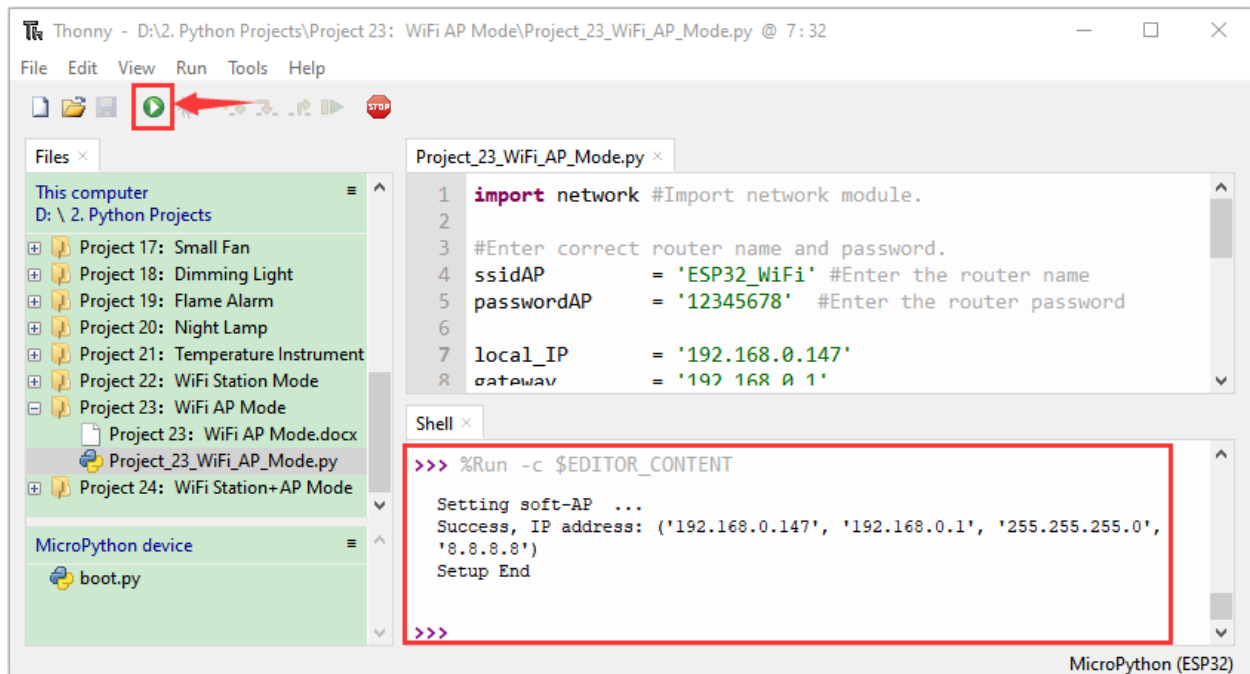 Thonny - D:\2. Python Projects\Project 23: WiFi AP Mode\Project_23_WiFi_AP_Mode.py @ 7:32
File Edit View Run Tools Help
STOP
Files
This computer
D: \ 2. Python Projects
Project 17: Small Fan
Project 18: Dimming Light
Project 19: Flame Alarm
Project 20: Night Lamp
Project 21: Temperature Instrument
Project 22: WiFi Station Mode
Project 23: WiFi AP Mode
Project 23: WiFi AP Mode.docx
Project_23_WiFi_AP_Mode.py
Project 24: WiFi Station+AP Mode
MicroPython device
boot.py
Project_23_WiFi_AP_Mode.py
1 import network #Import network module.
2
3 #Enter correct router name and password.
4 ssidAP = 'ESP32_WiFi' #Enter the router name
5 passwordAP = '12345678' #Enter the router password
6
7 local_IP = '192.168.0.147'
8 gateway = '192.168.0.1'
Shell
>>> %Run -c $EDITOR_CONTENT
Setting soft-AP ...
Success, IP address: ('192.168.0.147', '192.168.0.1', '255.255.255.0',
'8.8.8.8')
Setup End
>>>
MicroPython (ESP32)